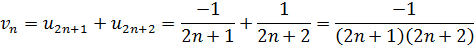 v_n = u_{2n+1} + u_{2n+2} = \frac{-1}{2n+1} + \frac{1}{2n+2} = \frac{-1}{(2n+1)(2n+2)}